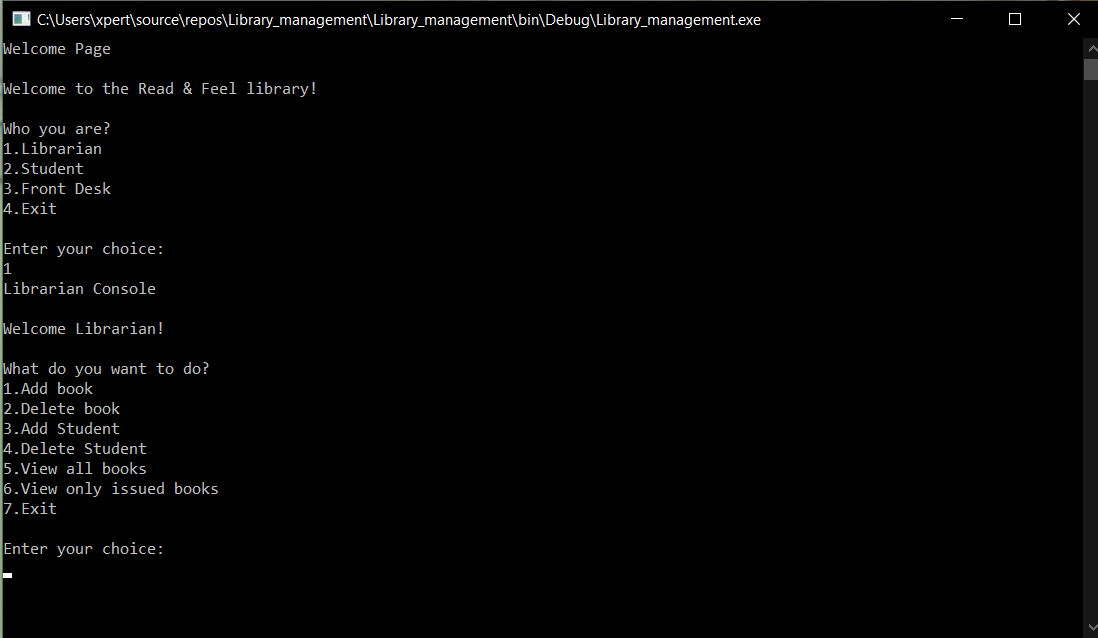 C:\Users\xpert\source\repos\Library_management\Library_management\bin\Debug\Library_management.exe
Welcome Page
Welcome to the Read & Feel library!
Who you are?
1.Librarian
2.Student
3.Front Desk
4.Exit
Enter your choice:
1
Librarian Console
Welcome Librarian!
What do you want to do?
1.Add book
2.Delete book
3.Add Student
4.Delete Student
5.View all books
6.View only issued books
7.Exit
Enter your choice: